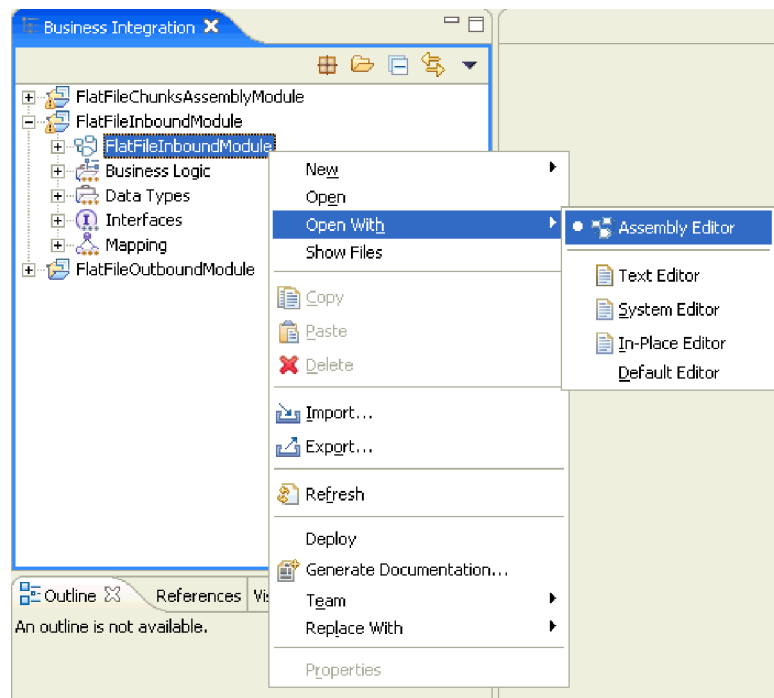 Business Integration
FlatFileChunksAssemblyModule
FlatFileInboundModule
FlatFileInboundModule
Business Logic
Data Types
Interfaces
Mapping
FlatFileOutboundModule
New
Open
Open With
Show Files
Copy
Paste
Delete
Import...
Export...
Refresh
Deploy
Generate Documentation...
Team
Replace With
Properties
Assembly Editor
Text Editor
System Editor
In-Place Editor
Default Editor
Outline References
An outline is not available.